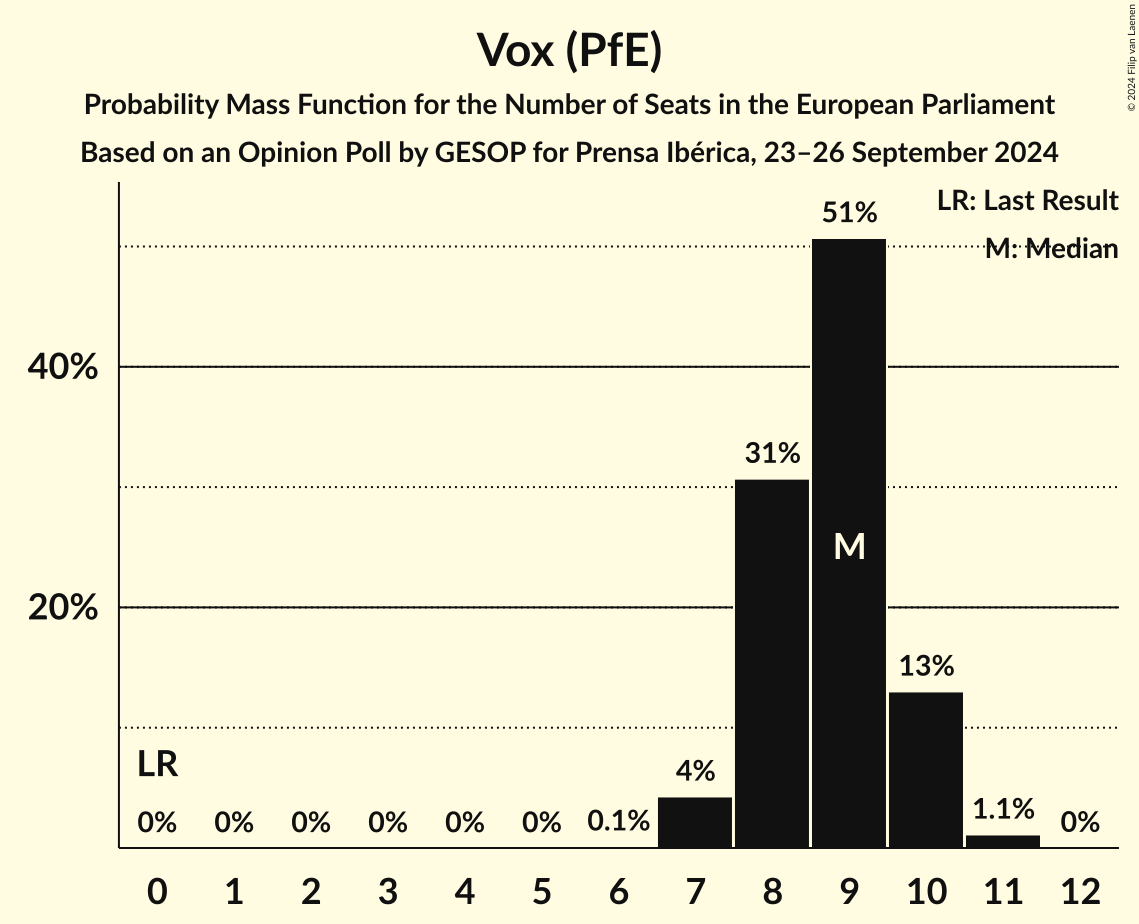 Vox (PfE)
Probability Mass Function for the Number of Seats in the European Parliament
Based on an Opinion Poll by GESOP for Prensa Ibérica, 23–26 September 2024
© 2024 Filip van Laenen
LR: Last Result
M: Median
51%
40%
31%
M
20%
13%
LR
4%
0% 0% 0% 0% 0% 0% 0.1% 1.1% 0%
0 1 2 3 4 5 6 7 8 9 10 11 12